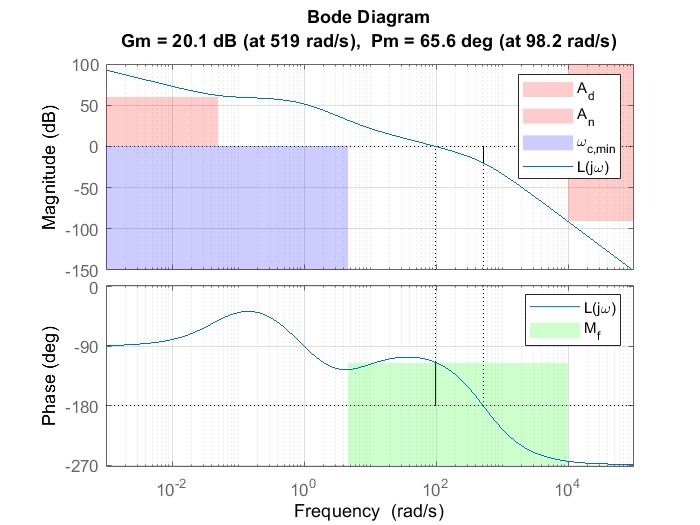 Bode Diagram
Gm = 20.1 dB (at 519 rad/s), Pm = 65.6 deg (at 98.2 rad/s)
Magnitude (dB)
100
50
0
-50
-100
-150
A_d
A_n
ω_c,min
L(jω)
Phase (deg)
0
-90
-180
-270
L(jω)
M_f
10^-2
10^0
10^2
10^4
Frequency (rad/s)